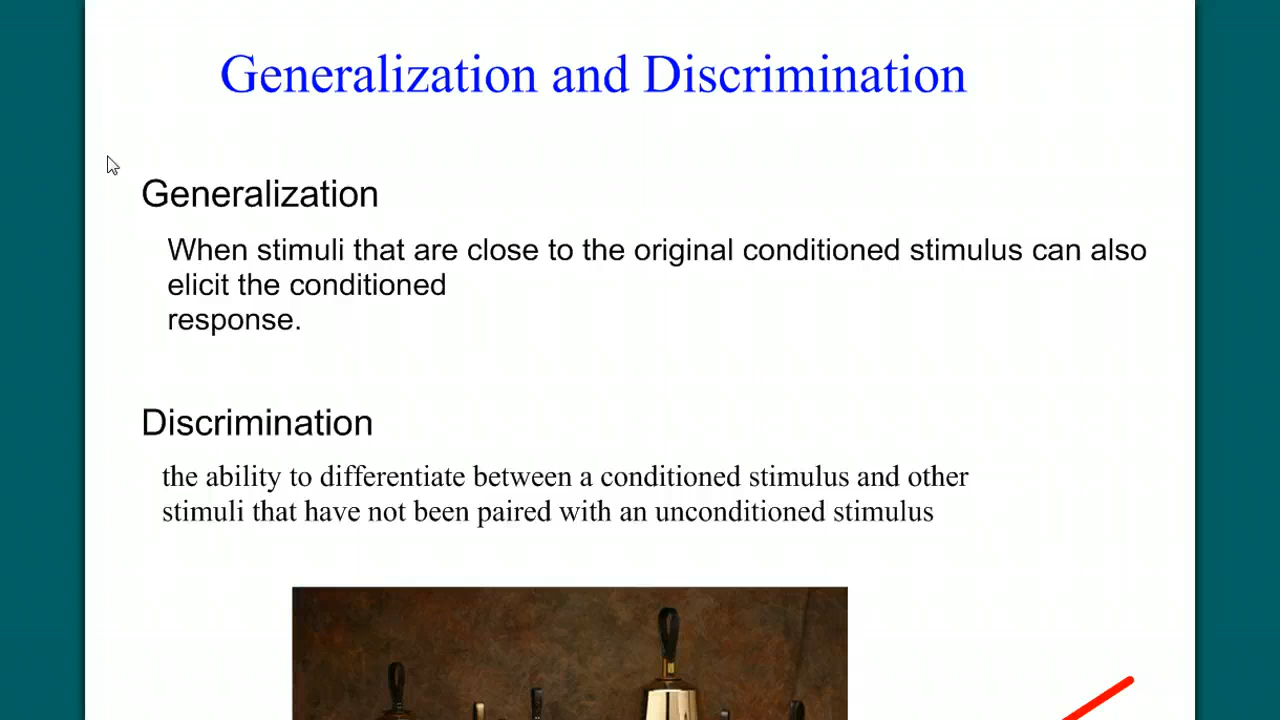 Generalization and Discrimination
Generalization
When stimuli that are close to the original conditioned stimulus can also
elicit the conditioned
response.
Discrimination
the ability to differentiate between a conditioned stimulus and other
stimuli that have not been paired with an unconditioned stimulus